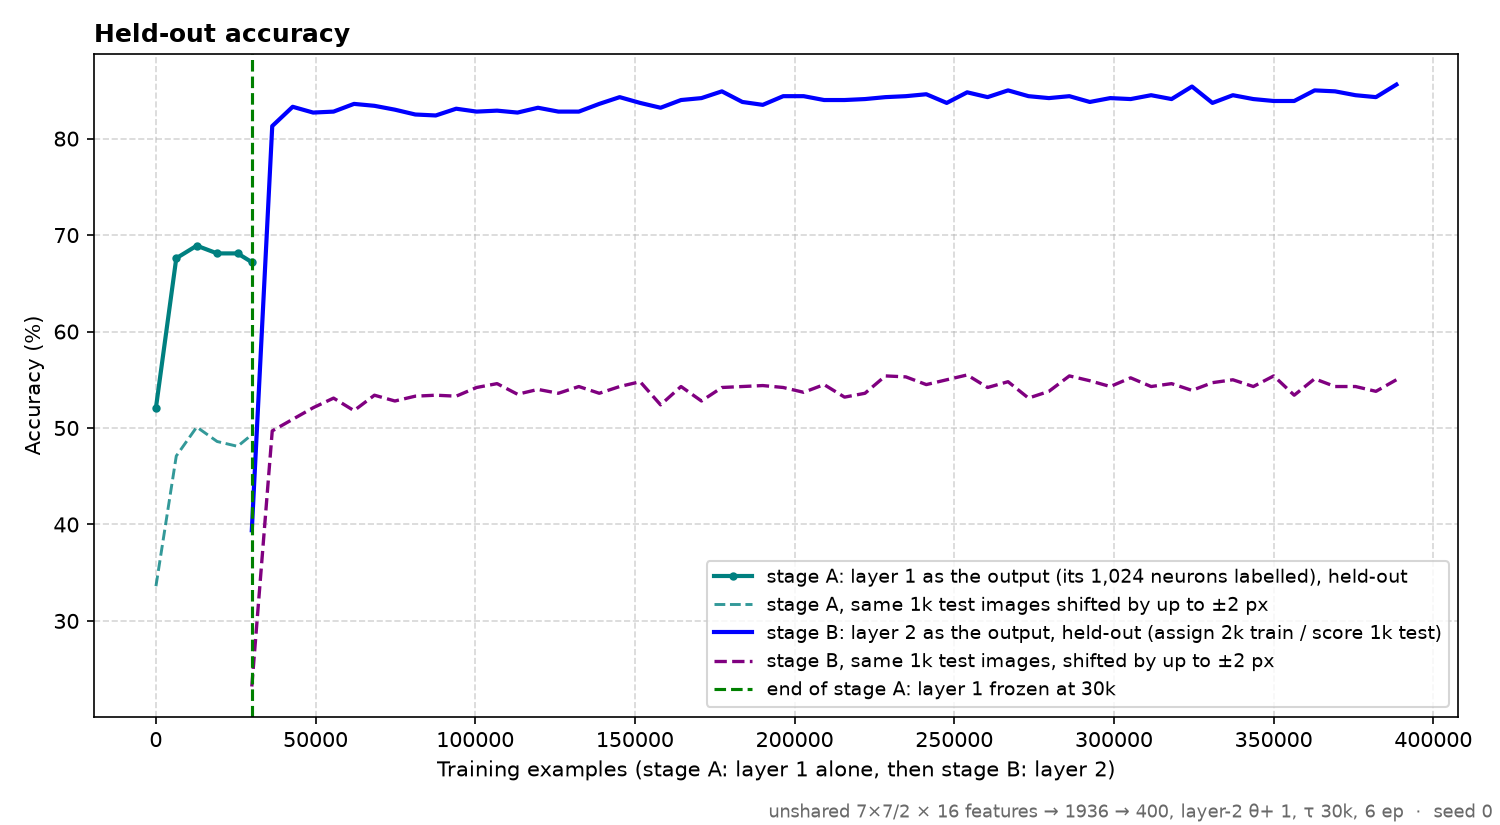 Held-out accuracy
Accuracy (%)
80
70
60
50
40
30
stage A: layer 1 as the output (its 1,024 neurons labelled), held-out
stage A, same 1k test images shifted by up to ±2 px
stage B: layer 2 as the output, held-out (assign 2k train / score 1k test)
stage B, same 1k test images, shifted by up to ±2 px
end of stage A: layer 1 frozen at 30k
0 50000 100000 150000 200000 250000 300000 350000 400000
Training examples (stage A: layer 1 alone, then stage B: layer 2)
unshared 7×7/2 × 16 features → 1936 → 400, layer-2 θ+ 1, τ 30k, 6 ep · seed 0